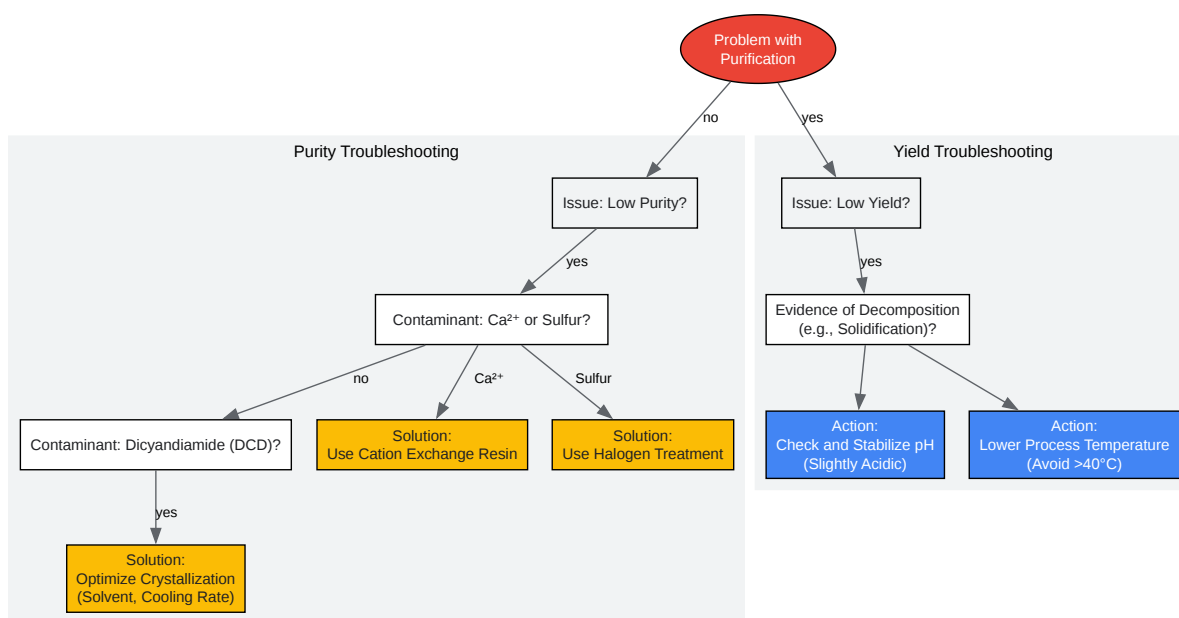 Problem with
Purification
no
yes
Purity Troubleshooting
Yield Troubleshooting
Issue: Low Purity?
Issue: Low Yield?
yes
yes
Contaminant: Ca²⁺ or Sulfur?
Evidence of Decomposition
(e.g., Solidification)?
no
Ca²⁺
Sulfur
Contaminant: Dicyandiamide (DCD)?
Solution:
Use Cation Exchange Resin
Solution:
Use Halogen Treatment
Action:
Check and Stabilize pH
(Slightly Acidic)
Action:
Lower Process Temperature
(Avoid >40°C)
yes
Solution:
Optimize Crystallization
(Solvent, Cooling Rate)